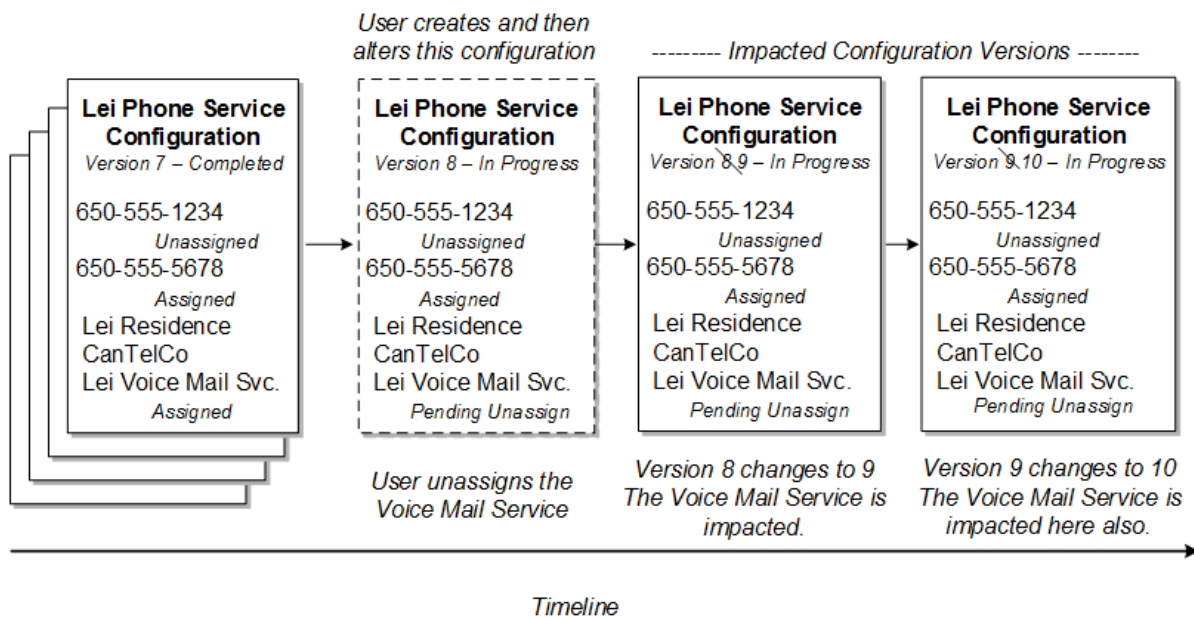 User creates and then
alters this configuration
--------- Impacted Configuration Versions -------
Lei Phone Service
Configuration
Version 7 – Completed
650-555-1234
Unassigned
650-555-5678
Assigned
Lei Residence
CanTelCo
Lei Voice Mail Svc.
Assigned
Lei Phone Service
Configuration
Version 8 – In Progress
650-555-1234
Unassigned
650-555-5678
Assigned
Lei Residence
CanTelCo
Lei Voice Mail Svc.
Pending Unassign
User unassigns the
Voice Mail Service
Lei Phone Service
Configuration
Version 8 9 – In Progress
650-555-1234
Unassigned
650-555-5678
Assigned
Lei Residence
CanTelCo
Lei Voice Mail Svc.
Pending Unassign
Version 8 changes to 9
The Voice Mail Service is
impacted.
Lei Phone Service
Configuration
Version 9 10 – In Progress
650-555-1234
Unassigned
650-555-5678
Assigned
Lei Residence
CanTelCo
Lei Voice Mail Svc.
Pending Unassign
Version 9 changes to 10
The Voice Mail Service is
impacted here also.
Timeline